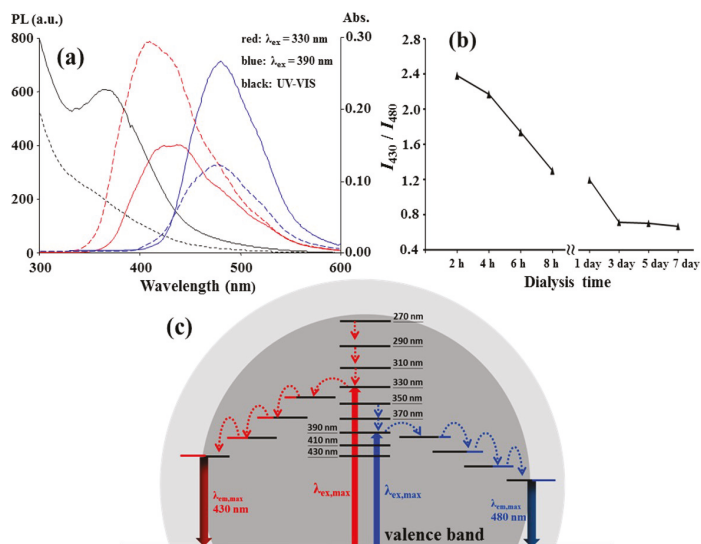 PL (a.u.)
Abs.
800
600
400
200
0
0.30
0.20
0.10
0.00
(a)
red: λex = 330 nm
blue: λex = 390 nm
black: UV-VIS
300
400
500
600
Wavelength (nm)
(b)
I430 / I480
2.8
2.4
2.0
1.6
1.2
0.8
0.4
2 h
4 h
6 h
8 h
1 day
3 day
5 day
7 day
Dialysis time
(c)
270 nm
290 nm
310 nm
330 nm
350 nm
370 nm
390 nm
410 nm
430 nm
λem,max
430 nm
λex,max
λex,max
λem,max
480 nm
valence band